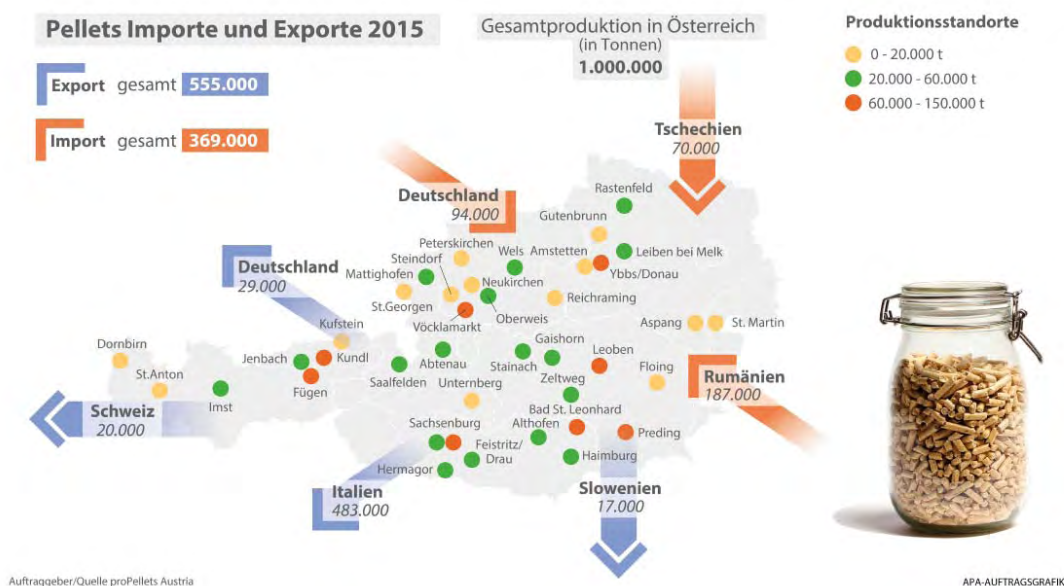 Pellets Importe und Exporte 2015
Export gesamt 555.000
Import gesamt 369.000
Gesamtproduktion in Österreich
(in Tonnen)
1.000.000
Produktionsstandorte
0 - 20.000 t
20.000 - 60.000 t
60.000 - 150.000 t
Tschechien
70.000
Deutschland
94.000
Deutschland
29.000
Rastenfeld
Gutenbrunn
Peterskirchen
Steindorf
Wels
Amstetten
Leiben bei Melk
Mattighofen
Neukirchen
Ybbs/Donau
St.Georgen
Reichraming
Vöcklamarkt
Oberweis
Kufstein
Aspang
St. Martin
Dornbirn
Jenbach
Kundl
Abtenau
Gaishorn
Stainach
Leoben
St.Anton
Fügen
Saalfelden
Unternberg
Zeltweg
Floing
Rumänien
187.000
Schweiz
20.000
Imst
Sachsenburg
Bad St. Leonhard
Althofen
Preding
Feistritz/
Drau
Haimburg
Hermagor
Italien
483.000
Slowenien
17.000
Auftraggeber/Quelle proPellets Austria
APA-AUFTRAGSGRAFIK